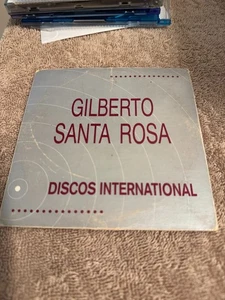 GILBERTO
SANTA ROSA
DISCOS INTERNATIONAL